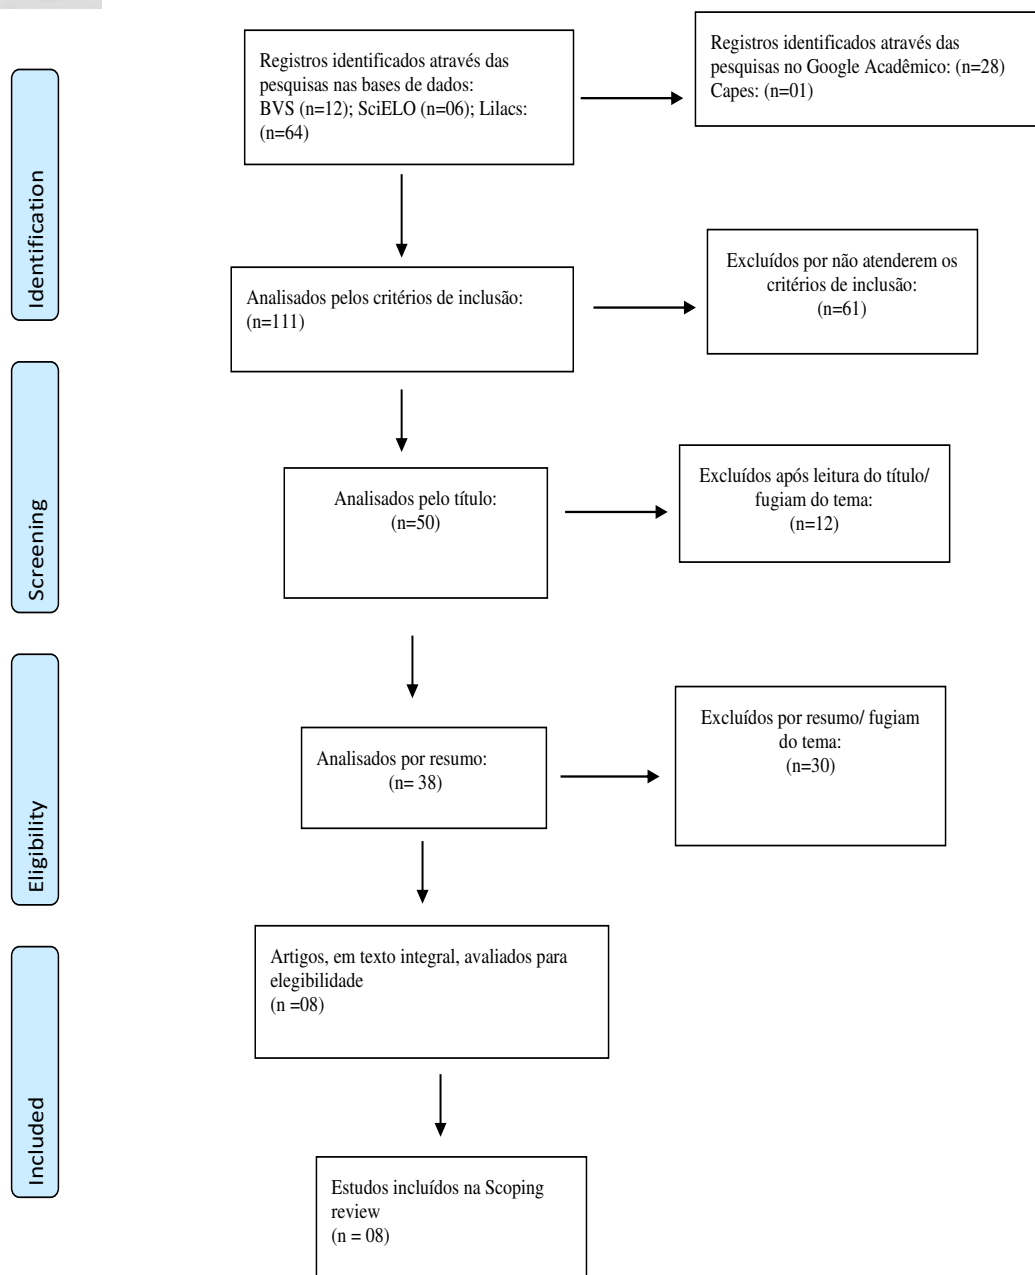 Registros identificados através das
pesquisas nas bases de dados:
BVS (n=12); SciELO (n=06); Lilacs:
(n=64)
Registros identificados através das
pesquisas no Google Acadêmico: (n=28)
Capes: (n=01)
Identification
Analisados pelos critérios de inclusão:
(n=111)
Excluídos por não atenderem os
critérios de inclusão:
(n=61)
Screening
Analisados pelo título:
(n=50)
Excluídos após leitura do título/
fugiam do tema:
(n=12)
Eligibility
Analisados por resumo:
(n= 38)
Excluídos por resumo/ fugiam
do tema:
(n=30)
Artigos, em texto integral, avaliados para
elegibilidade
(n =08)
Included
Estudos incluídos na Scoping
review
(n = 08)